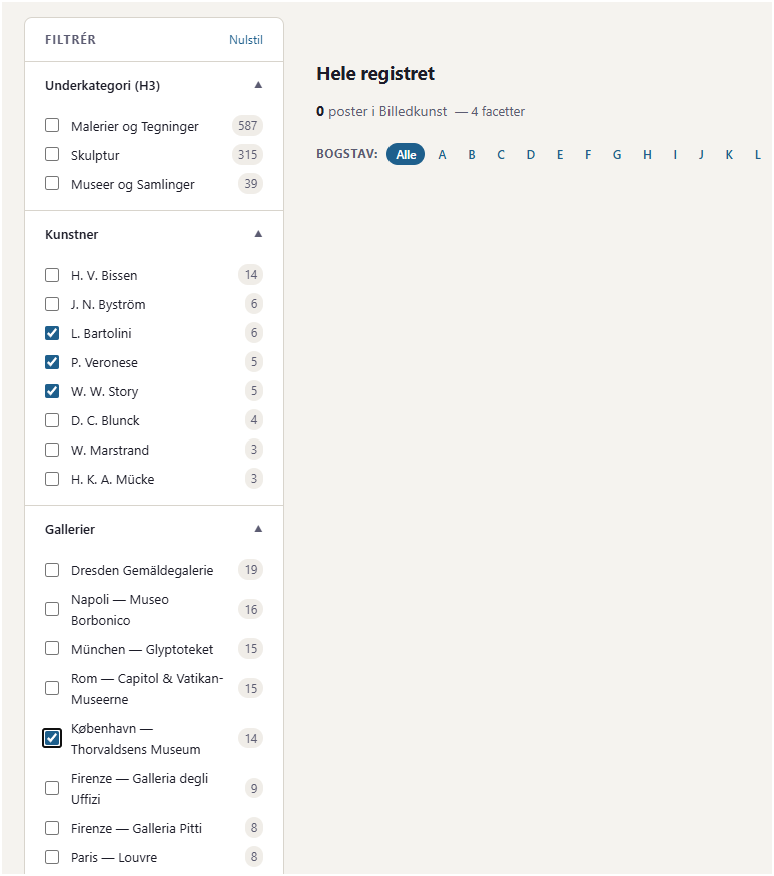 FILTRÉR
Nulstil
Underkategori (H3) ▲
Malerier og Tegninger 587
Skulptur 315
Museer og Samlinger 39
Kunstner ▲
H. V. Bissen 14
J. N. Byström 6
L. Bartolini 6
P. Veronese 5
W. W. Story 5
D. C. Blunck 4
W. Marstrand 3
H. K. A. Mücke 3
Gallerier ▲
Dresden Gemäldegalerie 19
Napoli — Museo
Borbonico 16
München — Glyptoteket 15
Rom — Capitol & Vatikan-
Museerne 15
København —
Thorvaldsens Museum 14
Firenze — Galleria degli
Uffizi 9
Firenze — Galleria Pitti 8
Paris — Louvre 8
Hele registret
0 poster i Billedkunst — 4 facetter
BOGSTAV: Alle A B C D E F G H I J K L